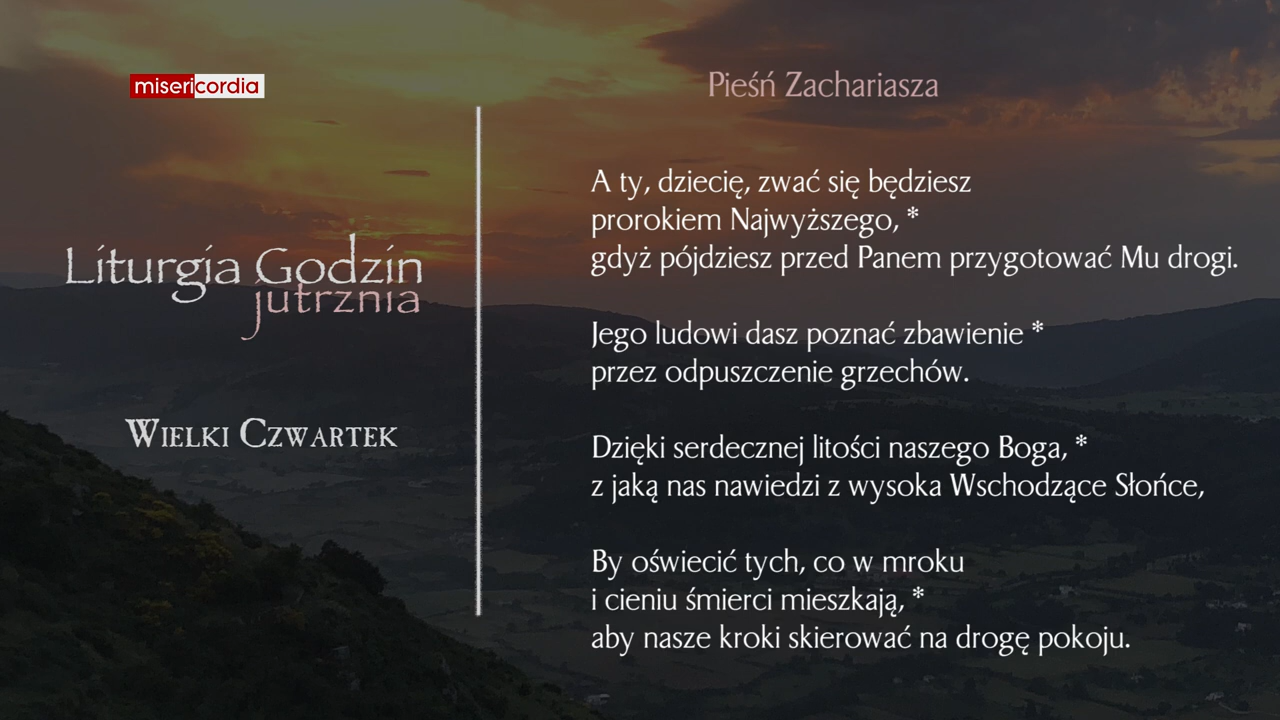 misericordia
Liturgia Godzin
jutrznia
Wielki Czwartek
Pieśń Zachariasza
A ty, dziecię, zwać się będziesz
prorokiem Najwyższego, *
gdyż pójdziesz przed Panem przygotować Mu drogi.
Jego ludowi dasz poznać zbawienie *
przez odpuszczenie grzechów.
Dzięki serdecznej litości naszego Boga, *
z jaką nas nawiedzi z wysoka Wschodzące Słońce,
By oświecić tych, co w mroku
i cieniu śmierci mieszkają, *
aby nasze kroki skierować na drogę pokoju.